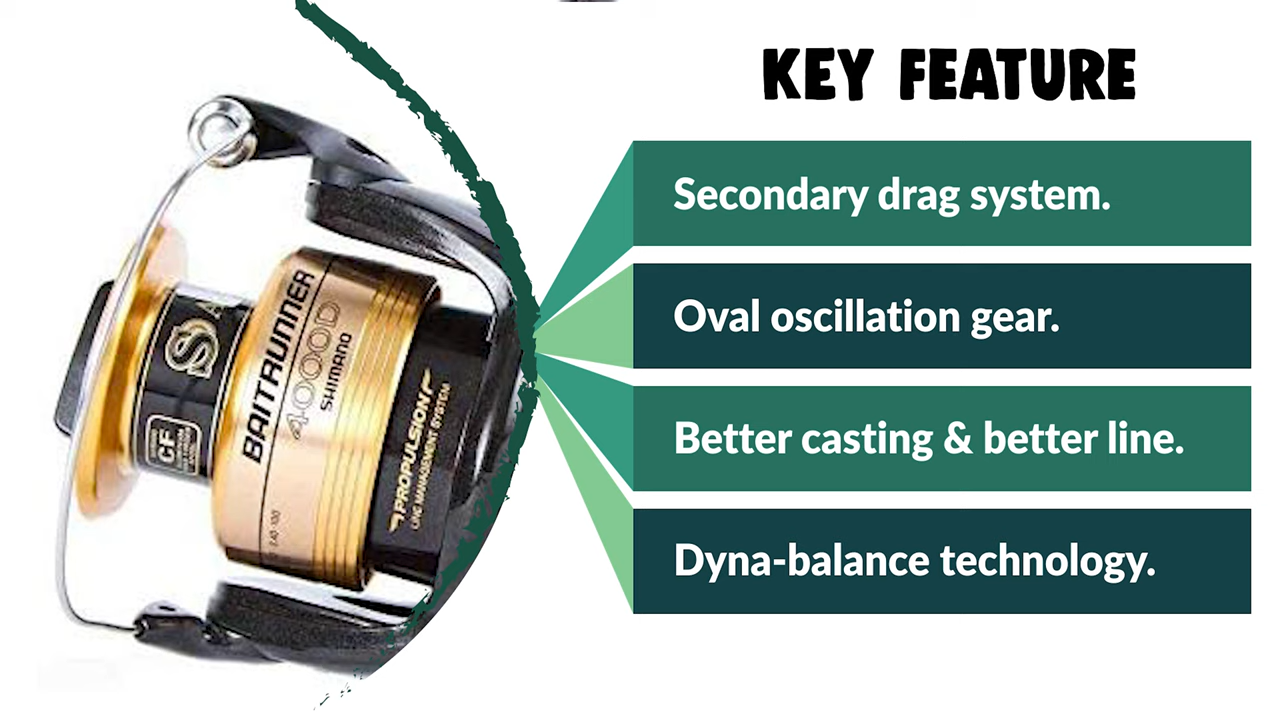 KEY FEATURE
Secondary drag system.
Oval oscillation gear.
Better casting & better line.
Dyna-balance technology.
BAITRUNNER
4000D
SHIMANO
PROPULSION
LINE MANAGEMENT SYSTEM
S A
CF